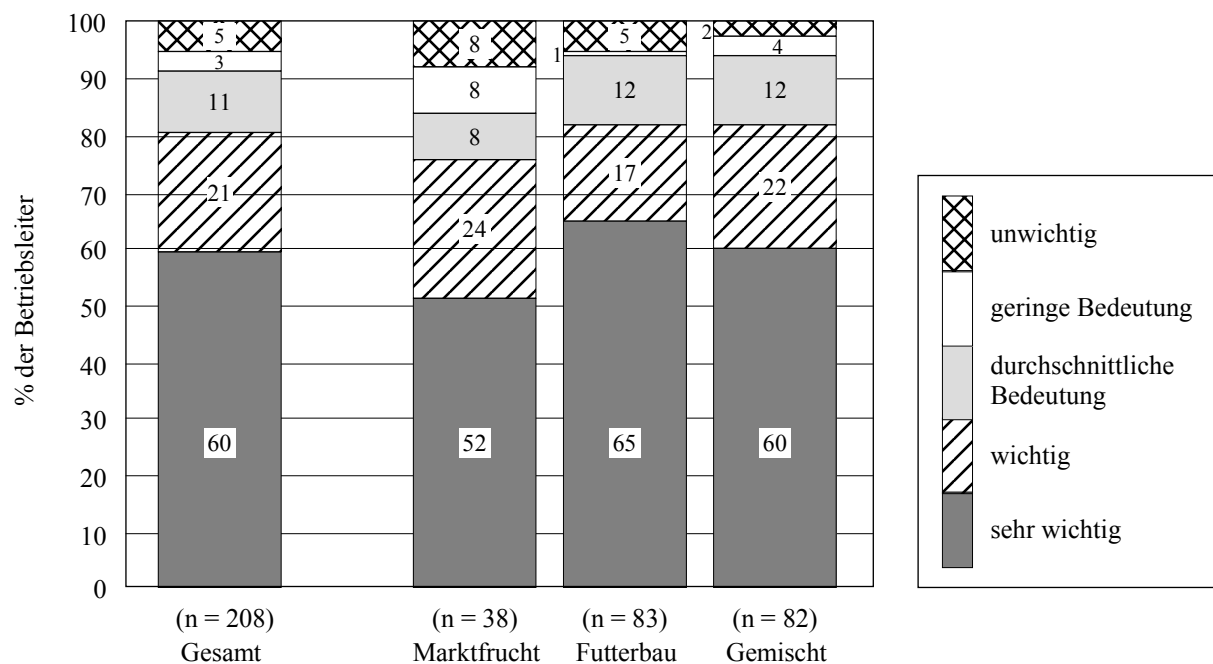 % der Betriebsleiter
100
90
80
70
60
50
40
30
20
10
0
5
3
11
21
60
8
8
8
24
52
1
5
12
17
65
2
4
12
22
60
(n = 208)
Gesamt
(n = 38)
Marktfrucht
(n = 83)
Futterbau
(n = 82)
Gemischt
unwichtig
geringe Bedeutung
durchschnittliche
Bedeutung
wichtig
sehr wichtig